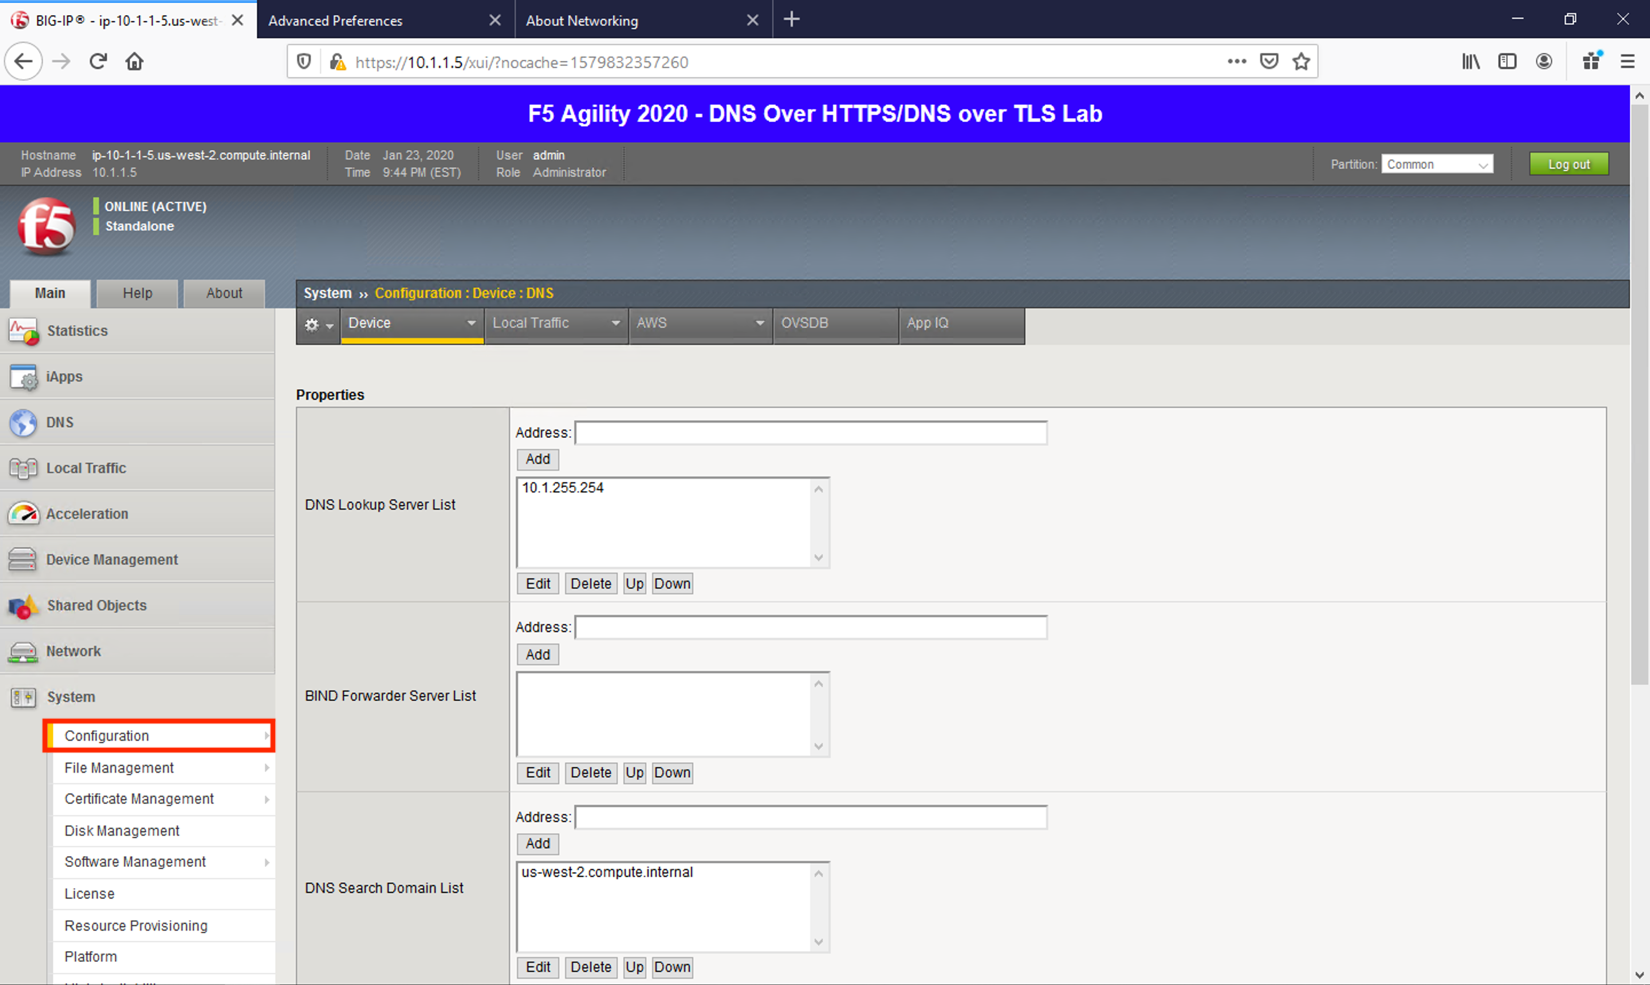 BIG-IP® - ip-10-1-1-5.us-west-
Advanced Preferences
About Networking
https://10.1.1.5/xui/?nocache=1579832357260
F5 Agility 2020 - DNS Over HTTPS/DNS over TLS Lab
Hostname ip-10-1-1-5.us-west-2.compute.internal
IP Address 10.1.1.5
Date Jan 23, 2020
Time 9:44 PM (EST)
User admin
Role Administrator
Partition: Common
Log out
f5
ONLINE (ACTIVE)
Standalone
Main
Help
About
System ›› Configuration : Device : DNS
Device
Local Traffic
AWS
OVSDB
App IQ
Statistics
iApps
DNS
Local Traffic
Acceleration
Device Management
Shared Objects
Network
System
Configuration
File Management
Certificate Management
Disk Management
Software Management
License
Resource Provisioning
Platform
Properties
DNS Lookup Server List
Address:
Add
10.1.255.254
Edit Delete Up Down
BIND Forwarder Server List
Address:
Add
Edit Delete Up Down
DNS Search Domain List
Address:
Add
us-west-2.compute.internal
Edit Delete Up Down